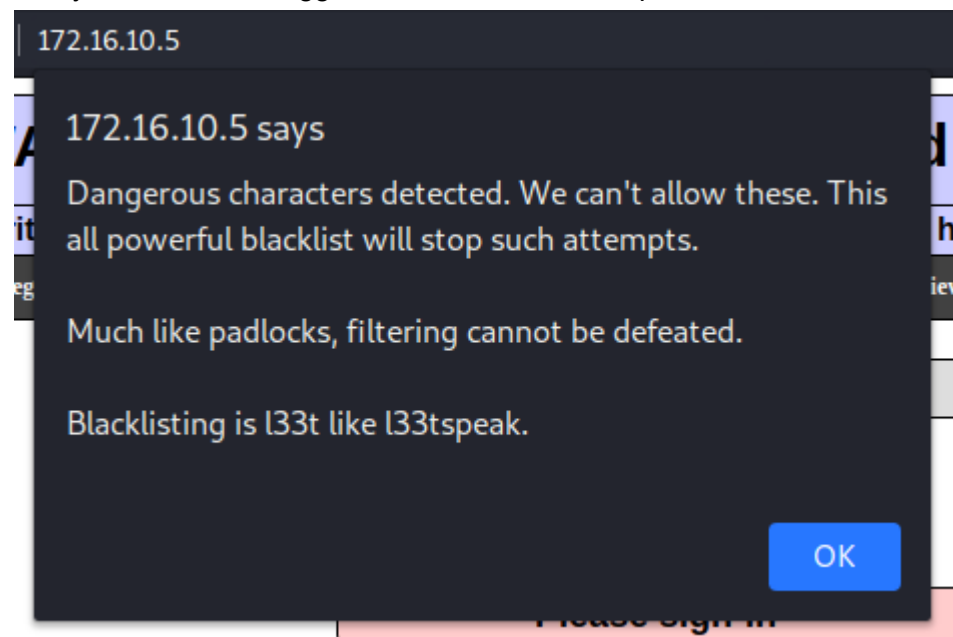 172.16.10.5
172.16.10.5 says
Dangerous characters detected. We can't allow these. This
all powerful blacklist will stop such attempts.
Much like padlocks, filtering cannot be defeated.
Blacklisting is l33t like l33tspeak.
OK
Please sign in